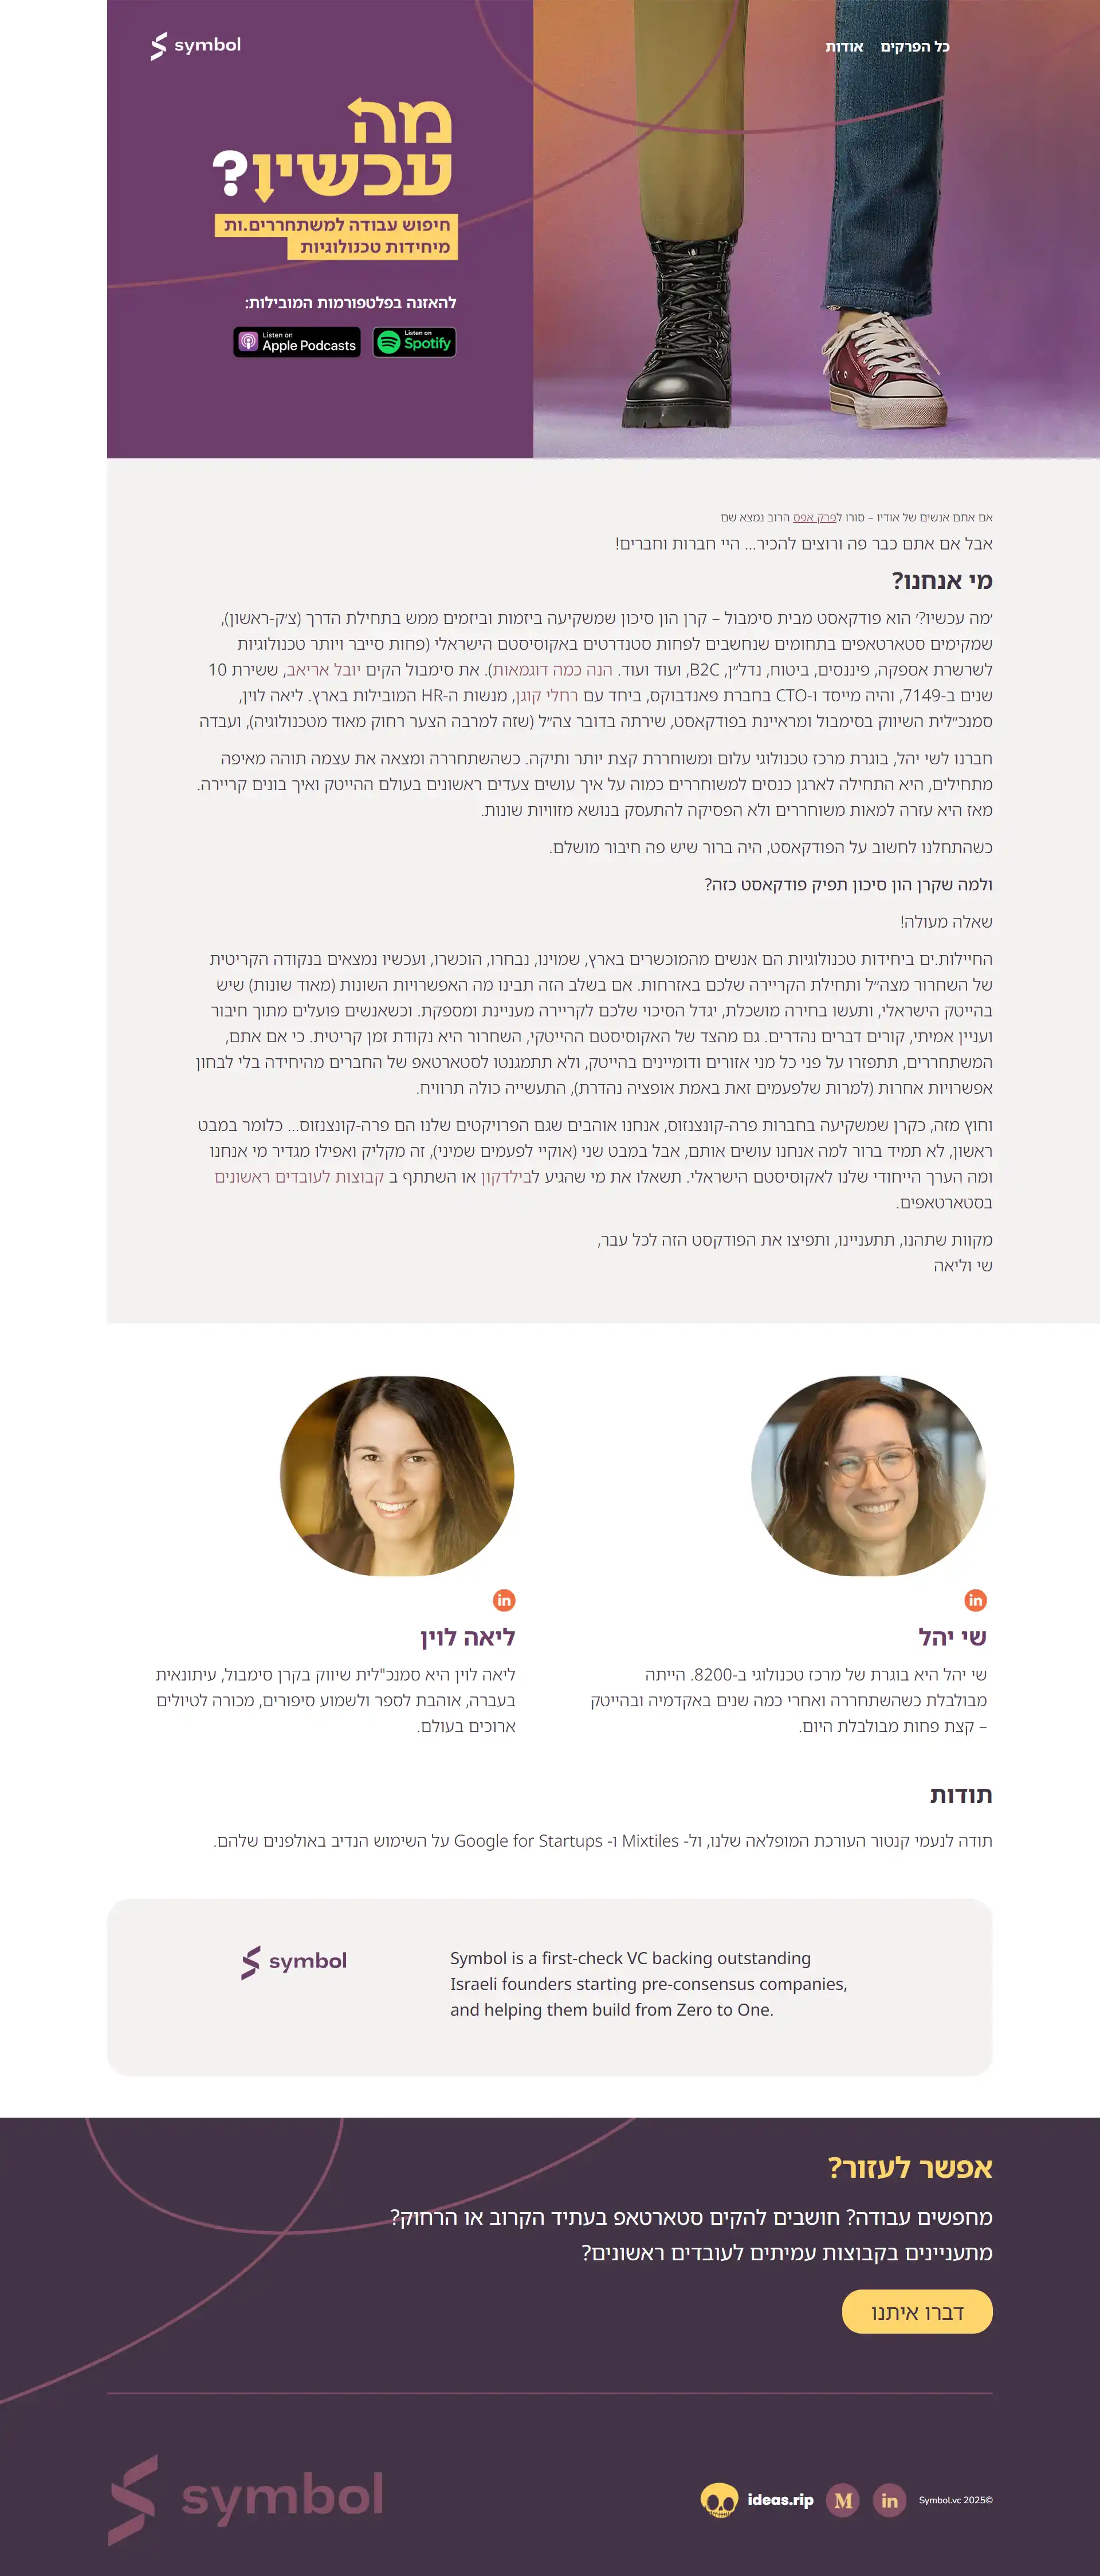 כל הפרקים
אודות
symbol
מה
עכשיו?
חיפוש עבודה למשתחררים.ות
מיחידות טכנולוגיות
להאזנה בפלטפורמות המובילות:
Listen on Spotify
Listen on Apple Podcasts
אם אתם אנשים של אודיו – סורו לפרק אפס הרוב נמצא שם
אבל אם אתם כבר פה ורוצים להכיר... היי חברות וחברים!
מי אנחנו?
'מה עכשיו?' הוא פודקאסט מבית סימבול – קרן הון סיכון שמשקיעה ביזמות וביזמים ממש בתחילת הדרך (צ'ק-ראשון),
שמקימים סטארטאפים בתחומים שנחשבים לפחות סטנדרטים באקוסיסטם הישראלי (פחות סייבר ויותר טכנולוגיות
לשרשרת אספקה, פיננסים, ביטוח, נדל״ן, B2C, ועוד ועוד. הנה כמה דוגמאות). את סימבול הקים יובל אריאב, ששירת 10
שנים ב-7149, והיה מייסד ו-CTO בחברת פאנדבוקס, ביחד עם רחלי קוגן, מנשות ה-HR המובילות בארץ. ליאה לוין,
סמנכ״לית השיווק בסימבול ומראיינת בפודקאסט, שירתה בדובר צה״ל (שזה למרבה הצער רחוק מאוד מטכנולוגיה), ועבדה
חברנו לשי יהל, בוגרת מרכז טכנולוגי עלום ומשוחררת קצת יותר ותיקה. כשהשתחררה ומצאה את עצמה תוהה מאיפה
מתחילים, היא התחילה לארגן כנסים למשוחררים כמוה על איך עושים צעדים ראשונים בעולם ההייטק ואיך בונים קריירה.
מאז היא עזרה למאות משוחררים ולא הפסיקה להתעסק בנושא מזוויות שונות.
כשהתחלנו לחשוב על הפודקאסט, היה ברור שיש פה חיבור מושלם.
ולמה שקרן הון סיכון תפיק פודקאסט כזה?
שאלה מעולה!
החיילות.ים ביחידות טכנולוגיות הם אנשים מהמוכשרים בארץ, שמוינו, נבחרו, הוכשרו, ועכשיו נמצאים בנקודה הקריטית
של השחרור מצה״ל ותחילת הקריירה שלכם באזרחות. אם בשלב הזה תבינו מה האפשרויות השונות (מאוד שונות) שיש
בהייטק הישראלי, ותעשו בחירה מושכלת, יגדל הסיכוי שלכם לקריירה מעניינת ומספקת. וכשאנשים פועלים מתוך חיבור
ועניין אמיתי, קורים דברים נהדרים. גם מהצד של האקוסיסטם ההייטקי, השחרור היא נקודת זמן קריטית. כי אם אתם,
המשתחררים, תתפזרו על פני כל מני אזורים ודומיינים בהייטק, ולא תתמגנטו לסטארטאפ של החברים מהיחידה בלי לבחון
אפשרויות אחרות (למרות שלפעמים זאת באמת אופציה נהדרת), התעשייה כולה תרוויח.
וחוץ מזה, כקרן שמשקיעה בחברות פרה-קונצנזוס, אנחנו אוהבים שגם הפרויקטים שלנו הם פרה-קונצנזוס... כלומר במבט
ראשון, לא תמיד ברור למה אנחנו עושים אותם, אבל במבט שני (אוקיי לפעמים שמיני), זה מקליק ואפילו מגדיר מי אנחנו
ומה הערך הייחודי שלנו לאקוסיסטם הישראלי. תשאלו את מי שהגיע לבילדקון או השתתף ב קבוצות לעובדים ראשונים
בסטארטאפים.
מקוות שתהנו, תתעניינו, ותפיצו את הפודקסט הזה לכל עבר,
שי וליאה
in
שי יהל
שי יהל היא בוגרת של מרכז טכנולוגי ב-8200. הייתה
מבולבלת כשהשתחררה ואחרי כמה שנים באקדמיה ובהייטק
– קצת פחות מבולבלת היום.
in
ליאה לוין
ליאה לוין היא סמנכ"לית שיווק בקרן סימבול, עיתונאית
בעברה, אוהבת לספר ולשמוע סיפורים, מכורה לטיולים
ארוכים בעולם.
תודות
תודה לנעמי קנטור העורכת המופלאה שלנו, ול- Mixtiles ו- Google for Startups על השימוש הנדיב באולפנים שלהם.
symbol
Symbol is a first-check VC backing outstanding
Israeli founders starting pre-consensus companies,
and helping them build from Zero to One.
אפשר לעזור?
מחפשים עבודה? חושבים להקים סטארטאפ בעתיד הקרוב או הרחוק?
מתעניינים בקבוצות עמיתים לעובדים ראשונים?
דברו איתנו
Symbol.vc 2025©
in
M
ideas.rip
symbol